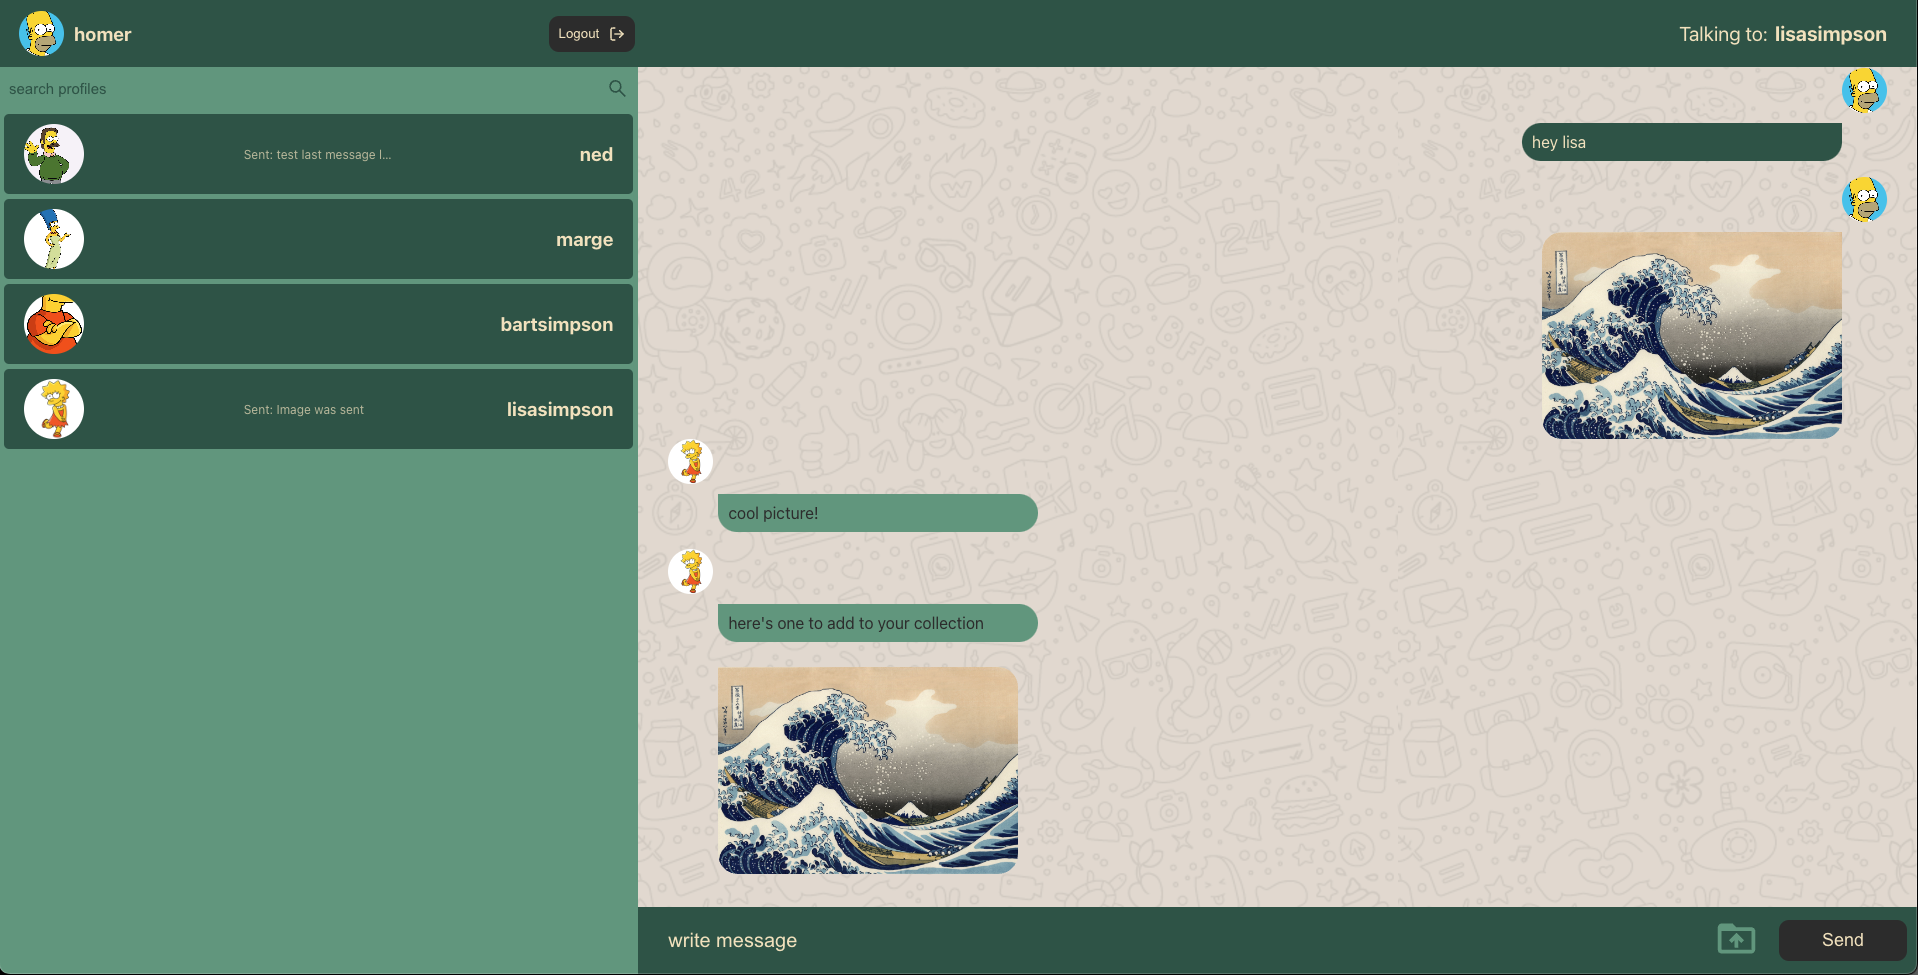 homer
Logout
Talking to: lisasimpson
search profiles
Sent: test last message l...
ned
marge
bartsimpson
Sent: Image was sent
lisasimpson
hey lisa
cool picture!
here's one to add to your collection
write message
Send